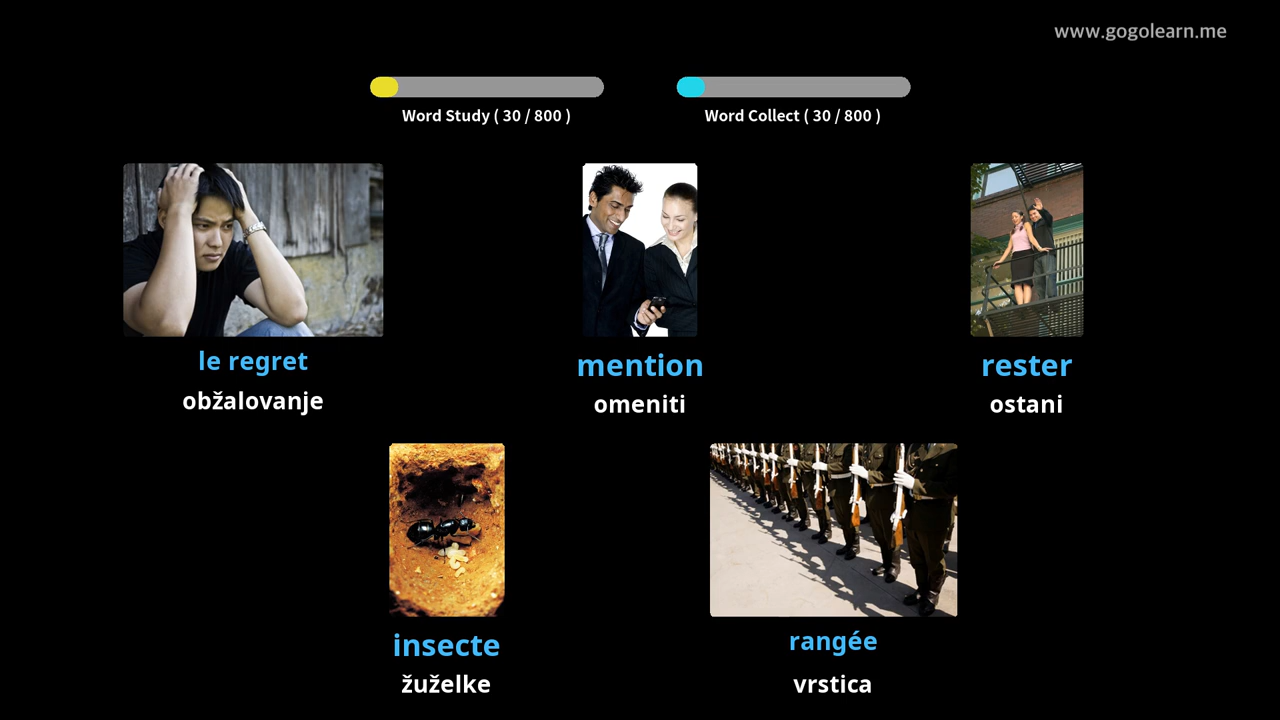 www.gogolearn.me
Word Study ( 30 / 800 )
Word Collect ( 30 / 800 )
le regret
obžalovanje
mention
omeniti
rester
ostani
insecte
žuželke
rangée
vrstica